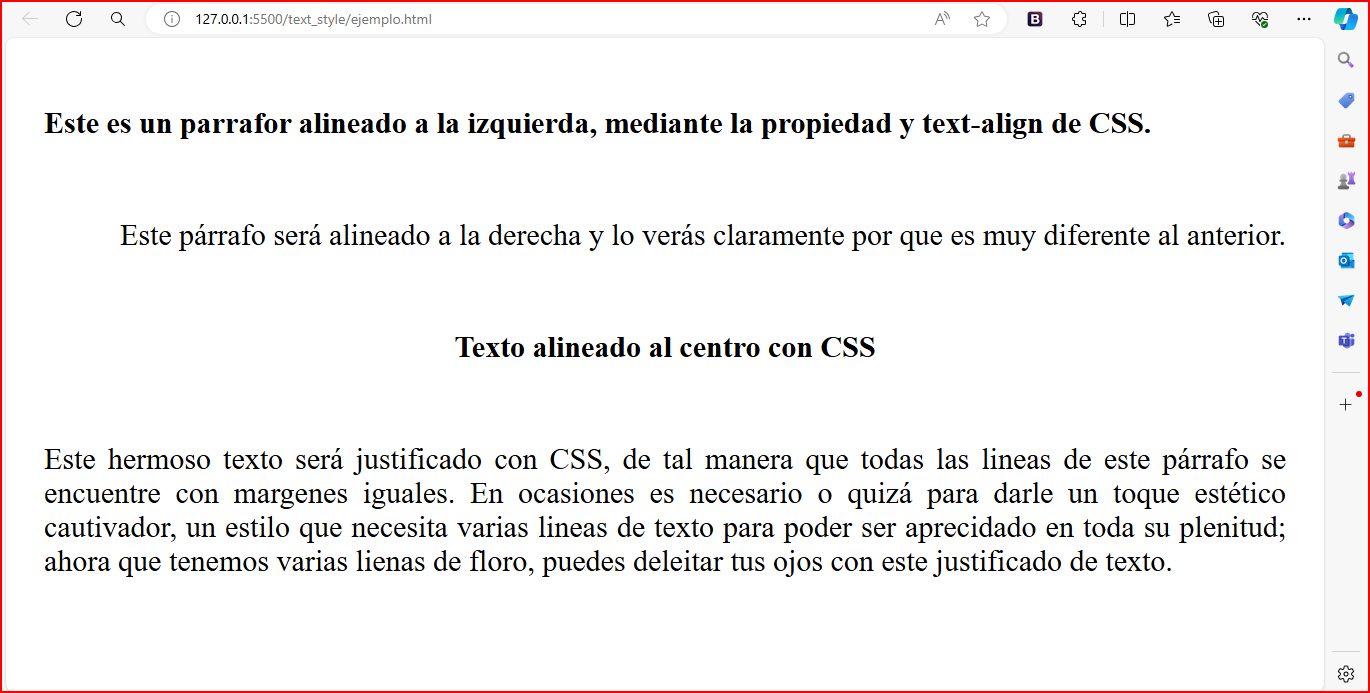 127.0.0.1:5500/text_style/ejemplo.html
Este es un parrafor alineado a la izquierda, mediante la propiedad y text-align de CSS.
Este párrafo será alineado a la derecha y lo verás claramente por que es muy diferente al anterior.
Texto alineado al centro con CSS
Este hermoso texto será justificado con CSS, de tal manera que todas las lineas de este párrafo se
encuentre con margenes iguales. En ocasiones es necesario o quizá para darle un toque estético
cautivador, un estilo que necesita varias lineas de texto para poder ser aprecidado en toda su plenitud;
ahora que tenemos varias lienas de floro, puedes deleitar tus ojos con este justificado de texto.